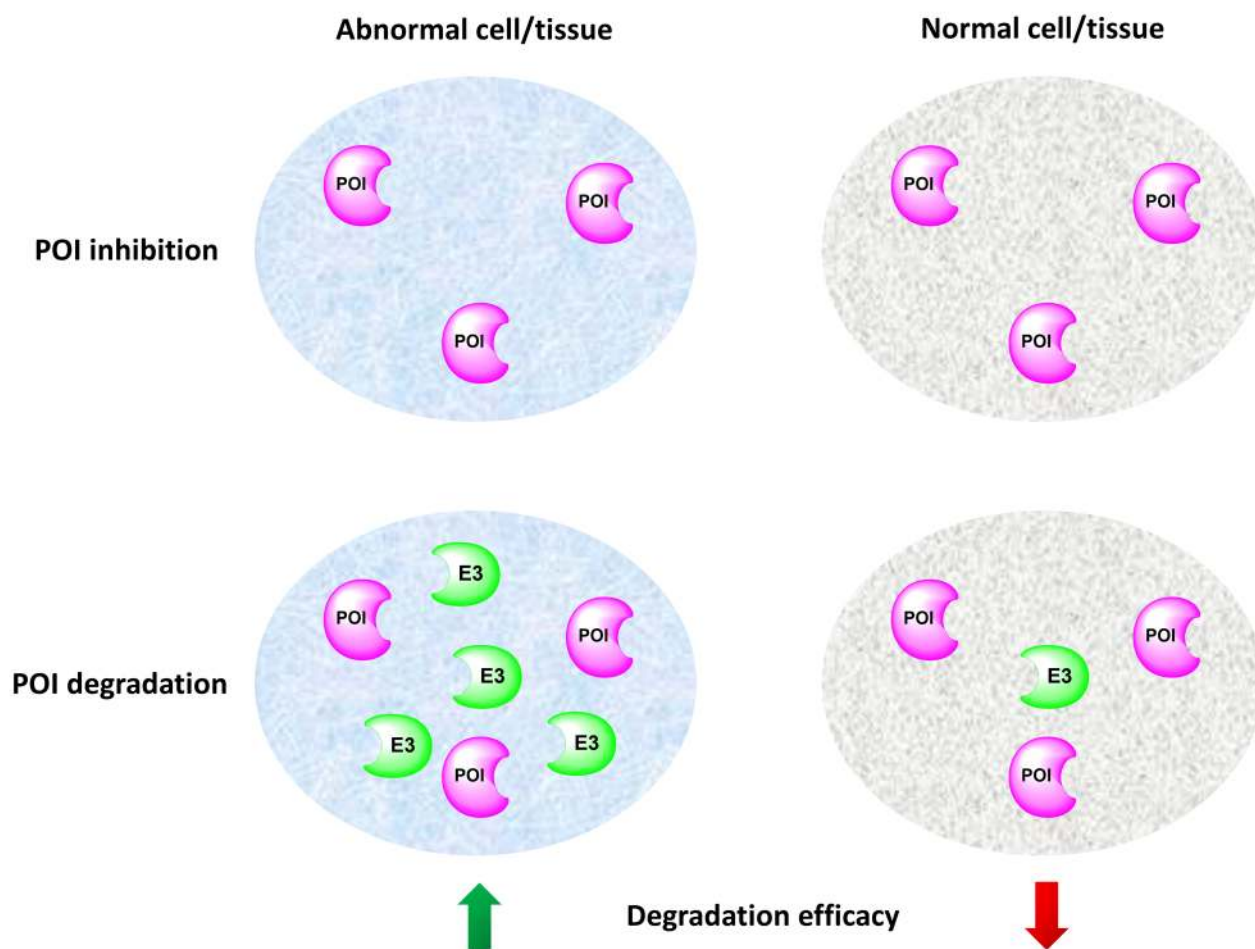 Abnormal cell/tissue
Normal cell/tissue
POI inhibition
POI
POI
POI
POI
POI
POI
POI degradation
E3
POI
POI
E3
E3
E3
POI
POI
POI
E3
POI
Degradation efficacy